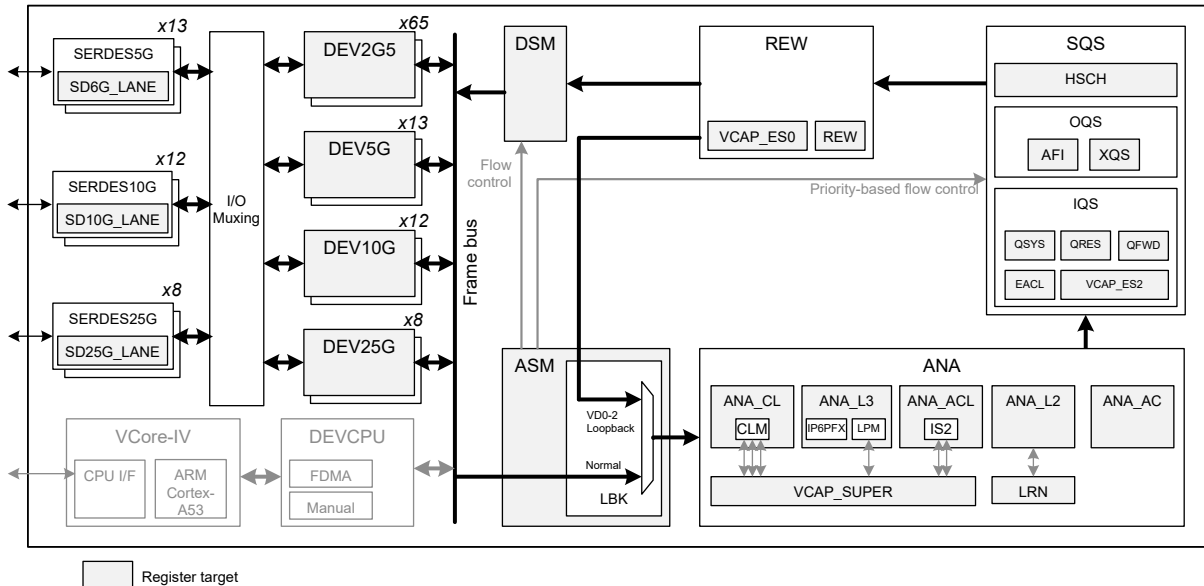 x13
SERDES5G
SD6G_LANE
x12
SERDES10G
SD10G_LANE
x8
SERDES25G
SD25G_LANE
I/O
Muxing
x65
DEV2G5
x13
DEV5G
x12
DEV10G
x8
DEV25G
VCore-IV
CPU I/F
ARM
Cortex-
A53
DEVCPU
FDMA
Manual
Frame bus
DSM
Flow
control
REW
VCAP_ES0
REW
Priority-based flow control
SQS
HSCH
OQS
AFI
XQS
IQS
QSYS
QRES
QFWD
EACL
VCAP_ES2
ASM
VD0-2
Loopback
Normal
LBK
ANA
ANA_CL
CLM
ANA_L3
IP6PFX
LPM
ANA_ACL
IS2
ANA_L2
ANA_AC
VCAP_SUPER
LRN
Register target